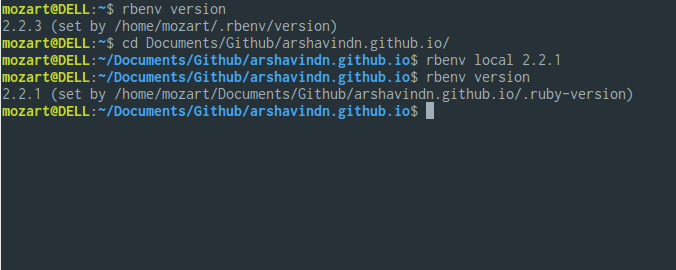 mozart@DELL:~$ rbenv version
2.2.3 (set by /home/mozart/.rbenv/version)
mozart@DELL:~$ cd Documents/Github/arshavindn.github.io/
mozart@DELL:~/Documents/Github/arshavindn.github.io$ rbenv local 2.2.1
mozart@DELL:~/Documents/Github/arshavindn.github.io$ rbenv version
2.2.1 (set by /home/mozart/Documents/Github/arshavindn.github.io/.ruby-version)
mozart@DELL:~/Documents/Github/arshavindn.github.io$